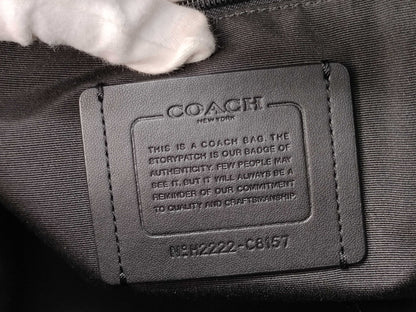 COACH
NEW YORK
THIS IS A COACH BAG. THE
STORYPATCH IS OUR BADGE OF
AUTHENTICITY. FEW PEOPLE MAY
SEE IT. BUT IT WILL ALWAYS BE A
REMINDER OF OUR COMMITMENT
TO QUALITY AND CRAFTSMANSHIP.
N3H2222-C8157